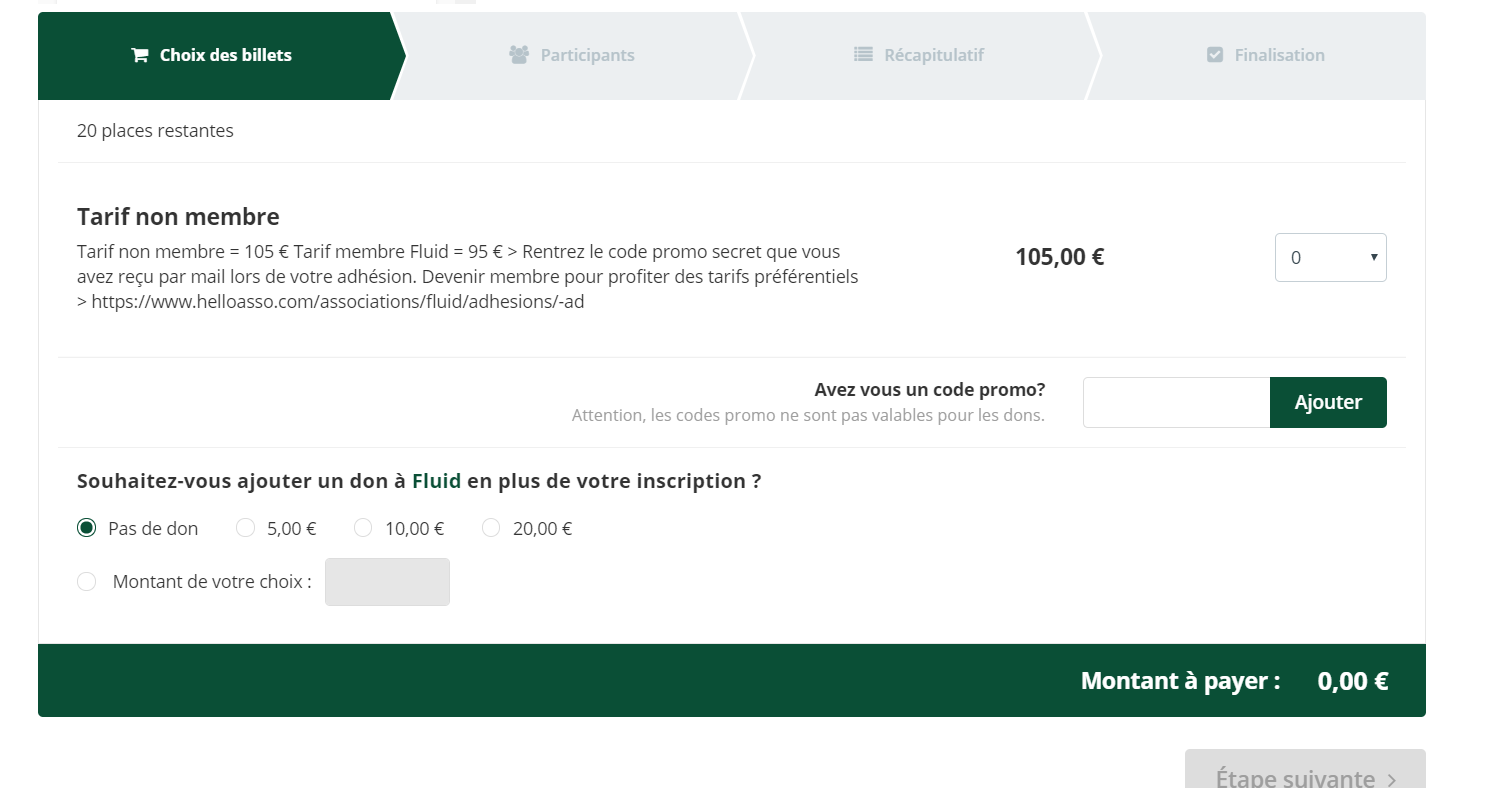 Choix des billets
Participants
Récapitulatif
Finalisation
20 places restantes
Tarif non membre
Tarif non membre = 105 € Tarif membre Fluid = 95 € > Rentrez le code promo secret que vous
avez reçu par mail lors de votre adhésion. Devenir membre pour profiter des tarifs préférentiels
> https://www.helloasso.com/associations/fluid/adhesions/-ad
105,00 €
0
Avez vous un code promo?
Attention, les codes promo ne sont pas valables pour les dons.
Ajouter
Souhaitez-vous ajouter un don à Fluid en plus de votre inscription ?
Pas de don
5,00 €
10,00 €
20,00 €
Montant de votre choix :
Montant à payer : 0,00 €
Étape suivante